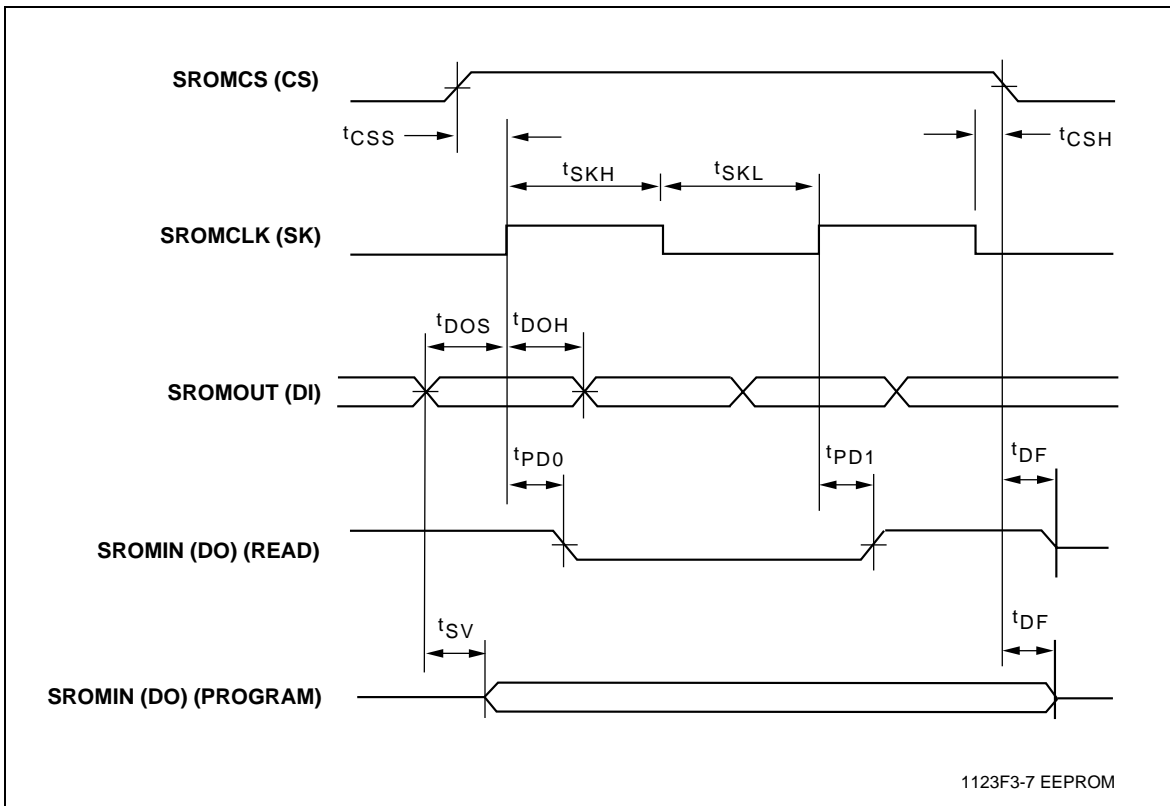 SROMCS (CS)
tCSS
tCSH
tSKH
tSKL
SROMCLK (SK)
tDOS
tDOH
SROMOUT (DI)
tPD0
tPD1
tDF
SROMIN (DO) (READ)
tSV
tDF
SROMIN (DO) (PROGRAM)
1123F3-7 EEPROM